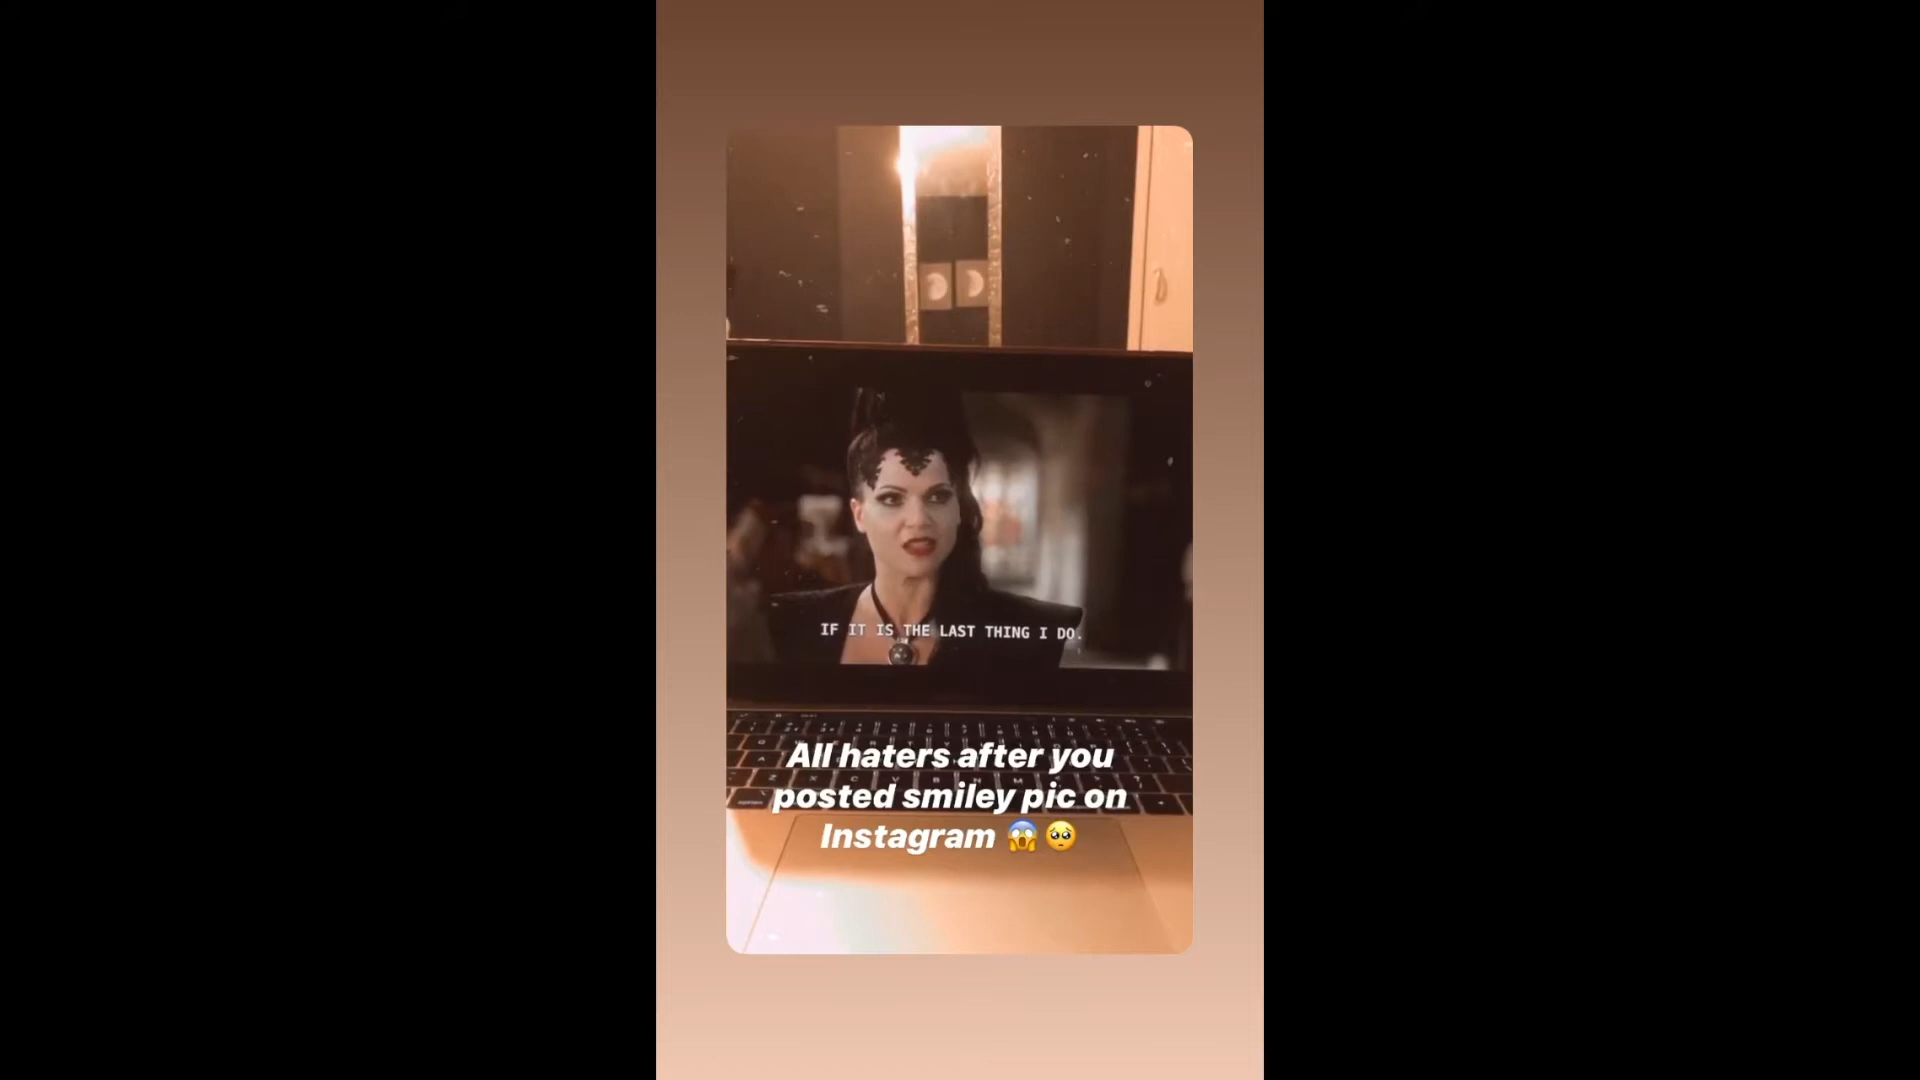 IF IT IS THE LAST THING I DO.
All haters after you
posted smiley pic on
Instagram 😱🥺